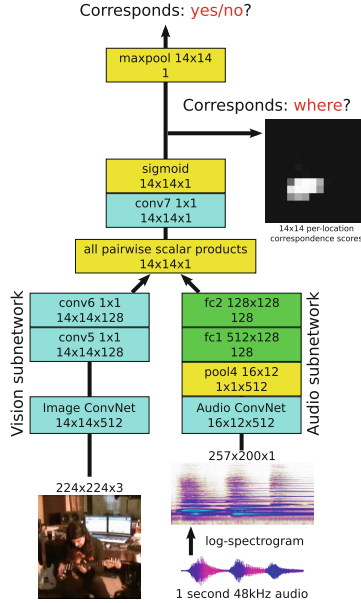 Corresponds: yes/no?
maxpool 14x14
1
Corresponds: where?
sigmoid
14x14x1
conv7 1x1
14x14x1
14x14 per-location
correspondence scores
all pairwise scalar products
14x14x1
Vision subnetwork
conv6 1x1
14x14x128
conv5 1x1
14x14x128
Image ConvNet
14x14x512
224x224x3
Audio subnetwork
fc2 128x128
128
fc1 512x128
128
pool4 16x12
1x1x512
Audio ConvNet
16x12x512
257x200x1
log-spectrogram
1 second 48kHz audio